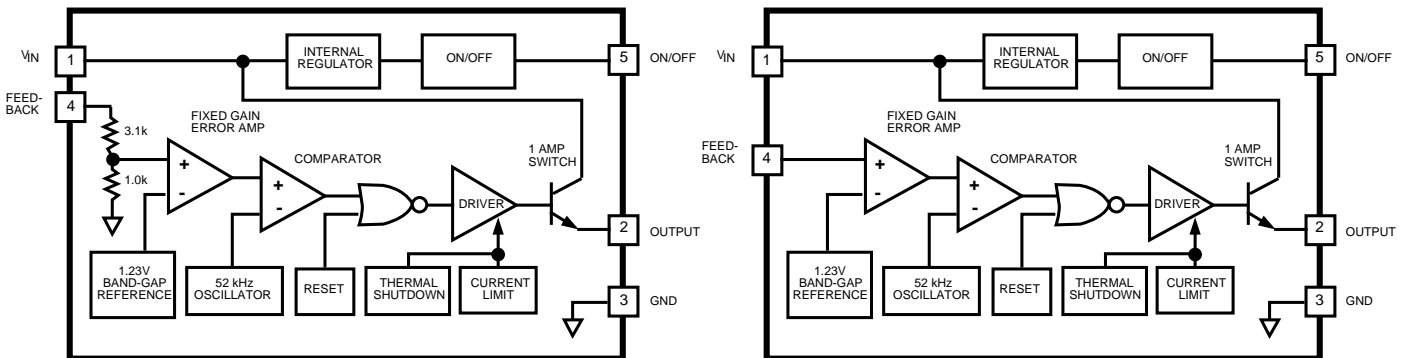 VIN
1
INTERNAL
REGULATOR
ON/OFF
5
ON/OFF
FEED-
BACK
4
3.1k
1.0k
FIXED GAIN
ERROR AMP
+
-
COMPARATOR
+
-
1 AMP
SWITCH
DRIVER
2
OUTPUT
1.23V
BAND-GAP
REFERENCE
52 kHz
OSCILLATOR
RESET
THERMAL
SHUTDOWN
CURRENT
LIMIT
3
GND
VIN
1
INTERNAL
REGULATOR
ON/OFF
5
ON/OFF
FEED-
BACK
4
FIXED GAIN
ERROR AMP
+
-
COMPARATOR
+
-
1 AMP
SWITCH
DRIVER
2
OUTPUT
1.23V
BAND-GAP
REFERENCE
52 kHz
OSCILLATOR
RESET
THERMAL
SHUTDOWN
CURRENT
LIMIT
3
GND